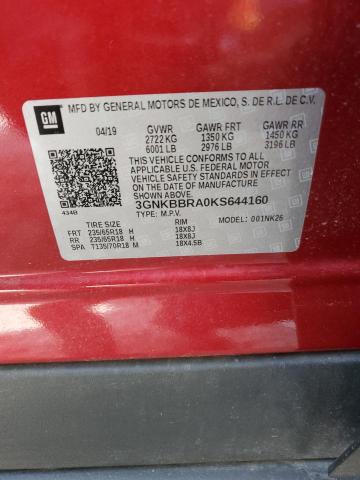 GM
MFD BY GENERAL MOTORS DE MEXICO, S. DE R.L. DE C.V.
04/19 GVWR GAWR FRT GAWR RR
2722 KG 1350 KG 1450 KG
6001 LB 2976 LB 3196 LB
THIS VEHICLE CONFORMS TO ALL
APPLICABLE U.S. FEDERAL MOTOR
VEHICLE SAFETY AND THEFT PREVENTION
STANDARDS IN EFFECT ON THE DATE
OF MANUFACTURE SHOWN ABOVE.
434B 3GNKBBRA0KS644160
TYPE: M.P.V. MODEL: 001NK26
TIRE SIZE RIM
FRT 235/65R18 H 18X8J
RR 235/65R18 H 18X8J
SPA T135/70R18 M 18X4.5B